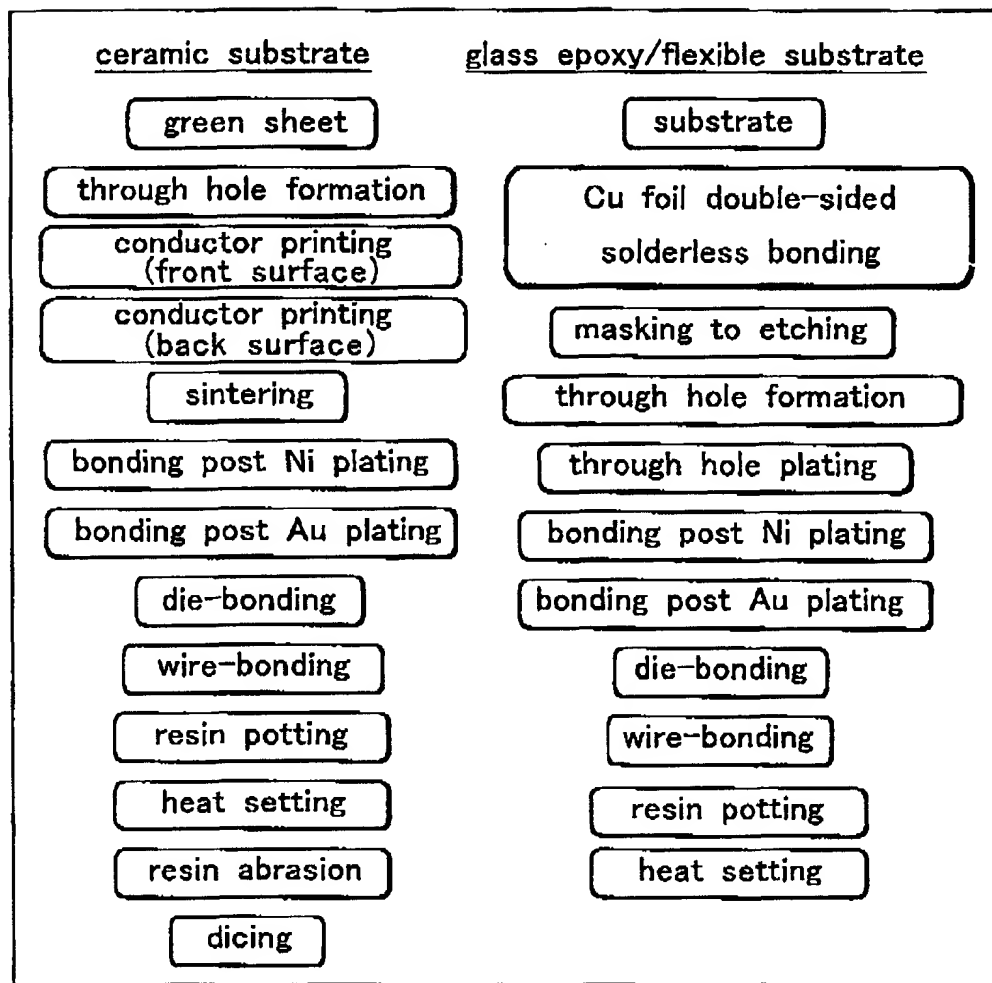 ceramic substrate
green sheet
through hole formation
conductor printing
(front surface)
conductor printing
(back surface)
sintering
bonding post Ni plating
bonding post Au plating
die-bonding
wire-bonding
resin potting
heat setting
resin abrasion
dicing
glass epoxy/flexible substrate
substrate
Cu foil double-sided
solderless bonding
masking to etching
through hole formation
through hole plating
bonding post Ni plating
bonding post Au plating
die-bonding
wire-bonding
resin potting
heat setting